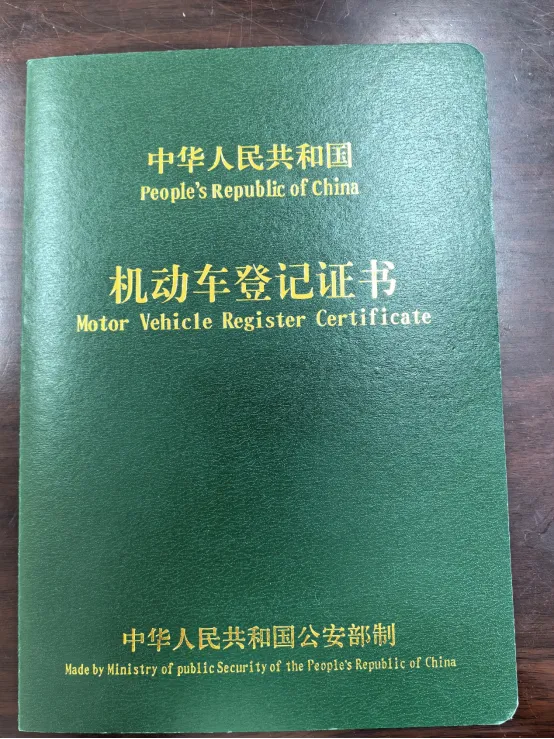 中华人民共和国
People's Republic of China
机动车登记证书
Motor Vehicle Register Certificate
中华人民共和国公安部制
Made by Ministry of public Security of the People's Republic of China